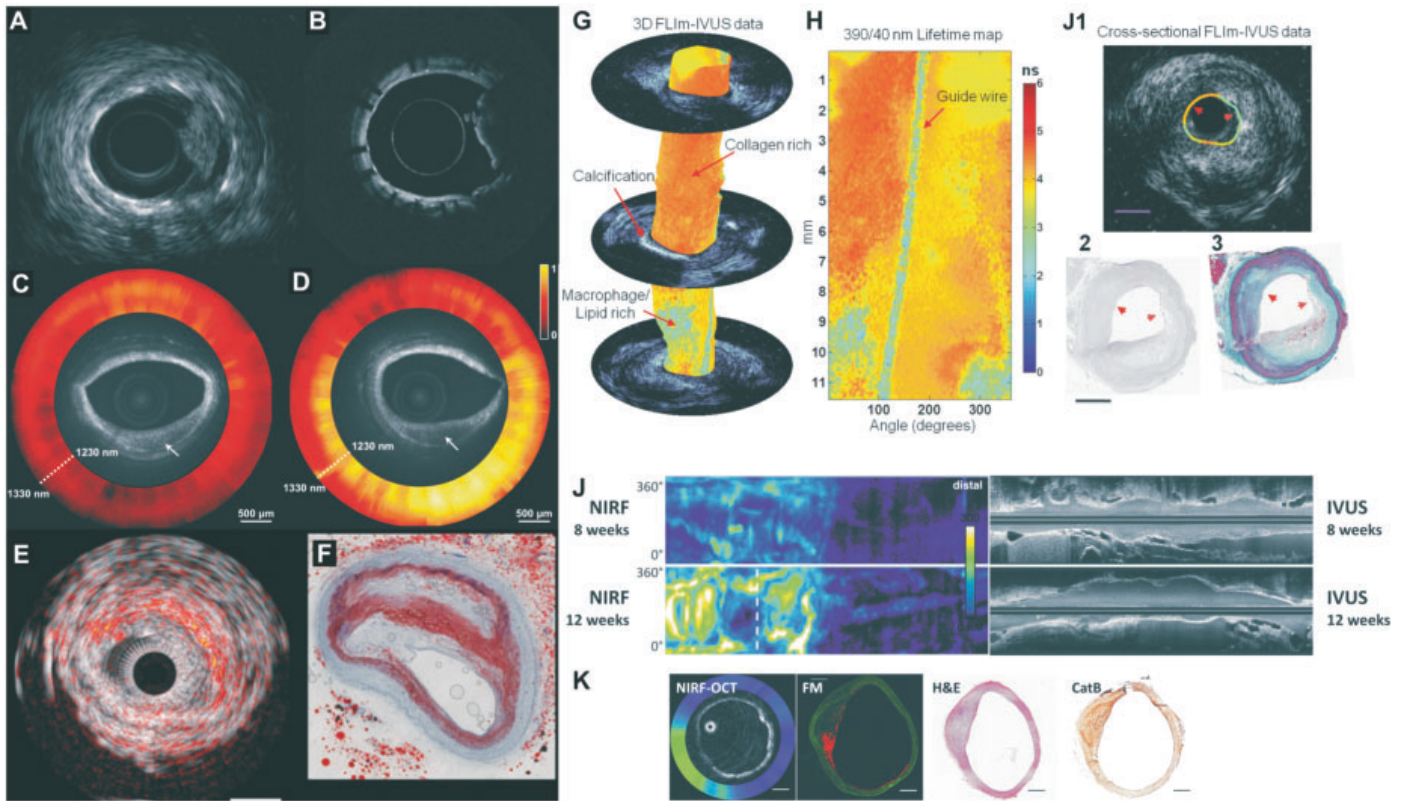 A
B
G
3D FLIm-IVUS data
Collagen rich
Calcification
Macrophage/
Lipid rich
H
390/40 nm Lifetime map
ns
Guide wire
1
2
3
4
5
6
7
8
9
10
11
mm
100
200
300
Angle (degrees)
6
5
4
3
2
1
0
J1
Cross-sectional FLIm-IVUS data
2
3
C
1230 nm
1330 nm
500 µm
D
1
0
1230 nm
1330 nm
500 µm
E
F
J
NIRF
8 weeks
360°
0°
distal
IVUS
8 weeks
NIRF
12 weeks
360°
0°
IVUS
12 weeks
K
NIRF-OCT
FM
H&E
CatB